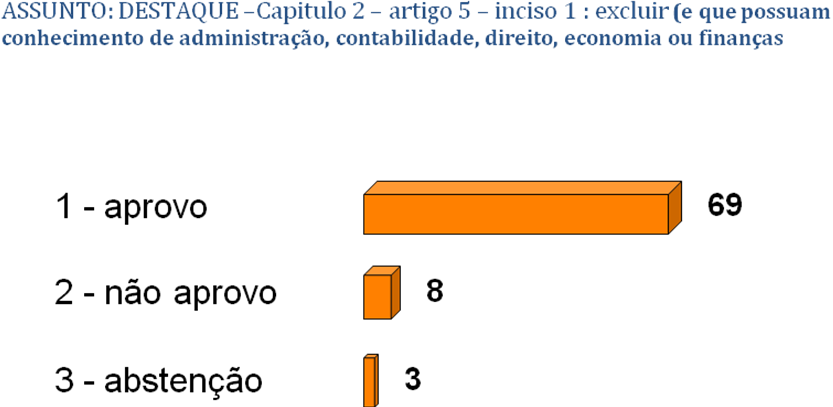 ASSUNTO: DESTAQUE –Capitulo 2 – artigo 5 – inciso 1 : excluir (e que possuam
conhecimento de administração, contabilidade, direito, economia ou finanças
1 - aprovo 69
2 - não aprovo 8
3 - abstenção 3